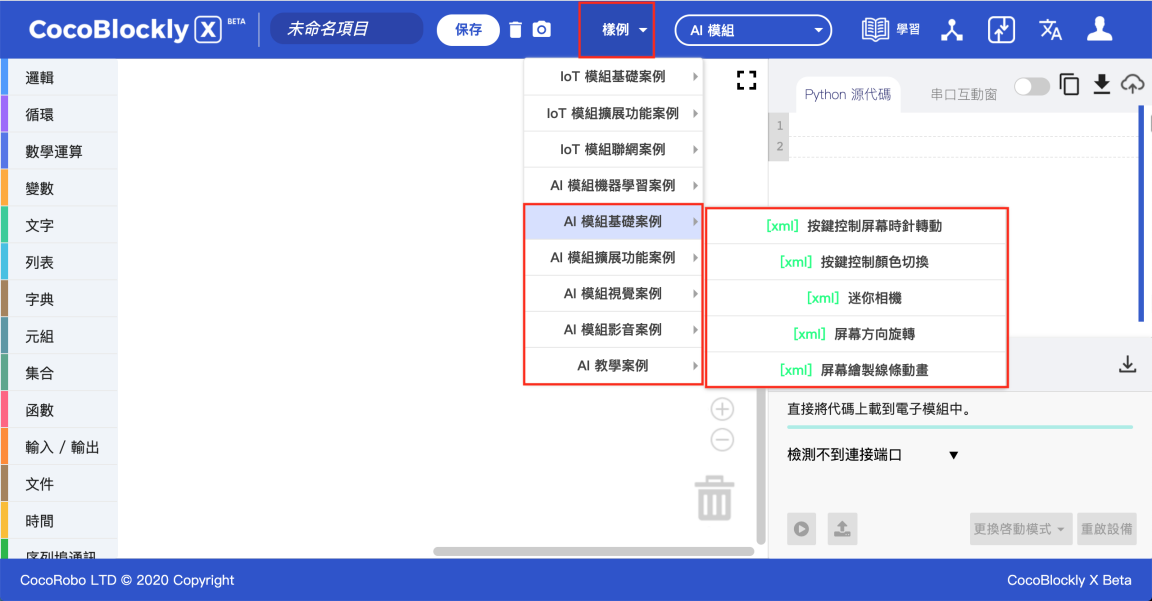 CocoBlockly X BETA
未命名項目
保存
樣例
AI 模組
學習
邏輯
循環
數學運算
變數
文字
列表
字典
元組
集合
函數
輸入 / 輸出
文件
時間
序列埠通訊
IoT 模組基礎案例
IoT 模組擴展功能案例
IoT 模組聯網案例
AI 模組機器學習案例
AI 模組基礎案例
AI 模組擴展功能案例
AI 模組視覺案例
AI 模組影音案例
AI 教學案例
[xml] 按鍵控制屏幕時針轉動
[xml] 按鍵控制顏色切換
[xml] 迷你相機
[xml] 屏幕方向旋轉
[xml] 屏幕繪製線條動畫
Python 源代碼
串口互動窗
1
2
直接將代碼上載到電子模組中。
檢測不到連接端口
更換啓動模式
重啟設備
CocoRobo LTD © 2020 Copyright
CocoBlockly X Beta